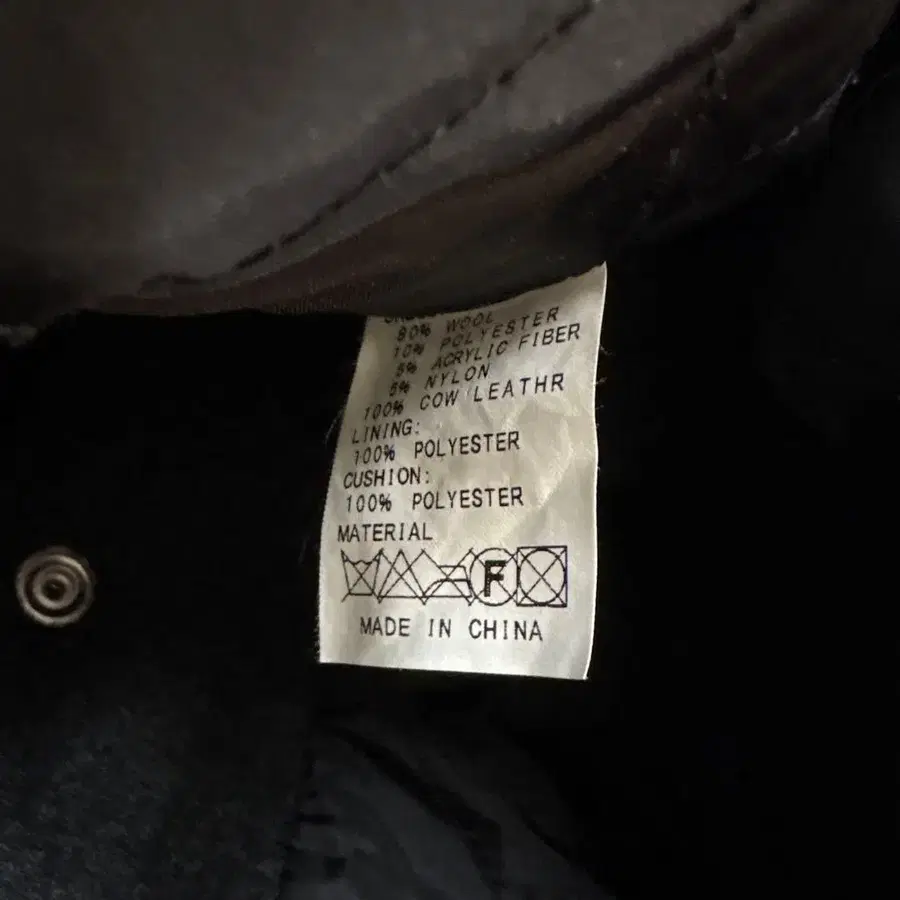 80% WOOL
10% POLYESTER
5% ACRYLIC FIBER
5% NYLON
100% COW LEATHR
LINING:
100% POLYESTER
CUSHION:
100% POLYESTER
MATERIAL
F
MADE IN CHINA